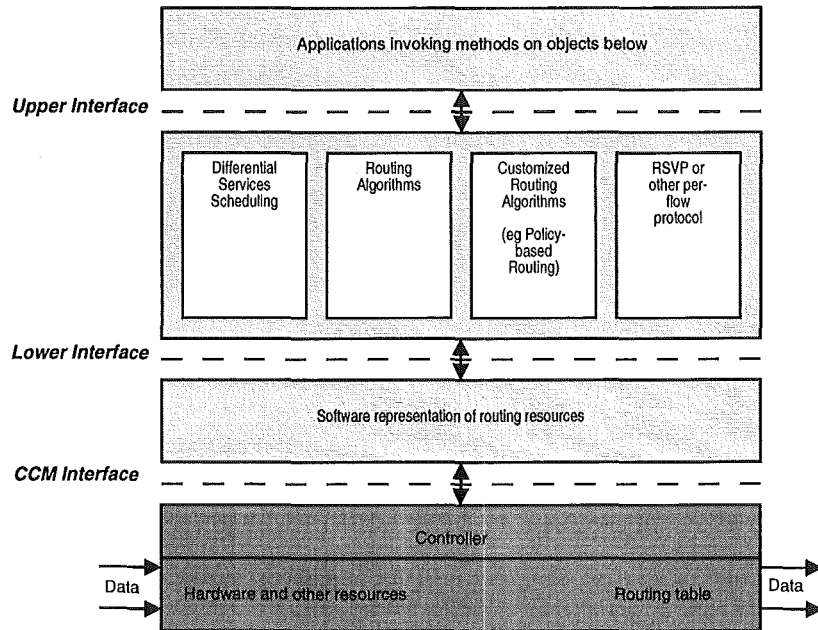 Applications invoking methods on objects below
Upper Interface
Differential
Services
Scheduling
Routing
Algorithms
Customized
Routing
Algorithms
(eg Policy-
based
Routing)
RSVP or
other per-
flow
protocol
Lower Interface
Software representation of routing resources
CCM Interface
Controller
Data
Hardware and other resources
Routing table
Data